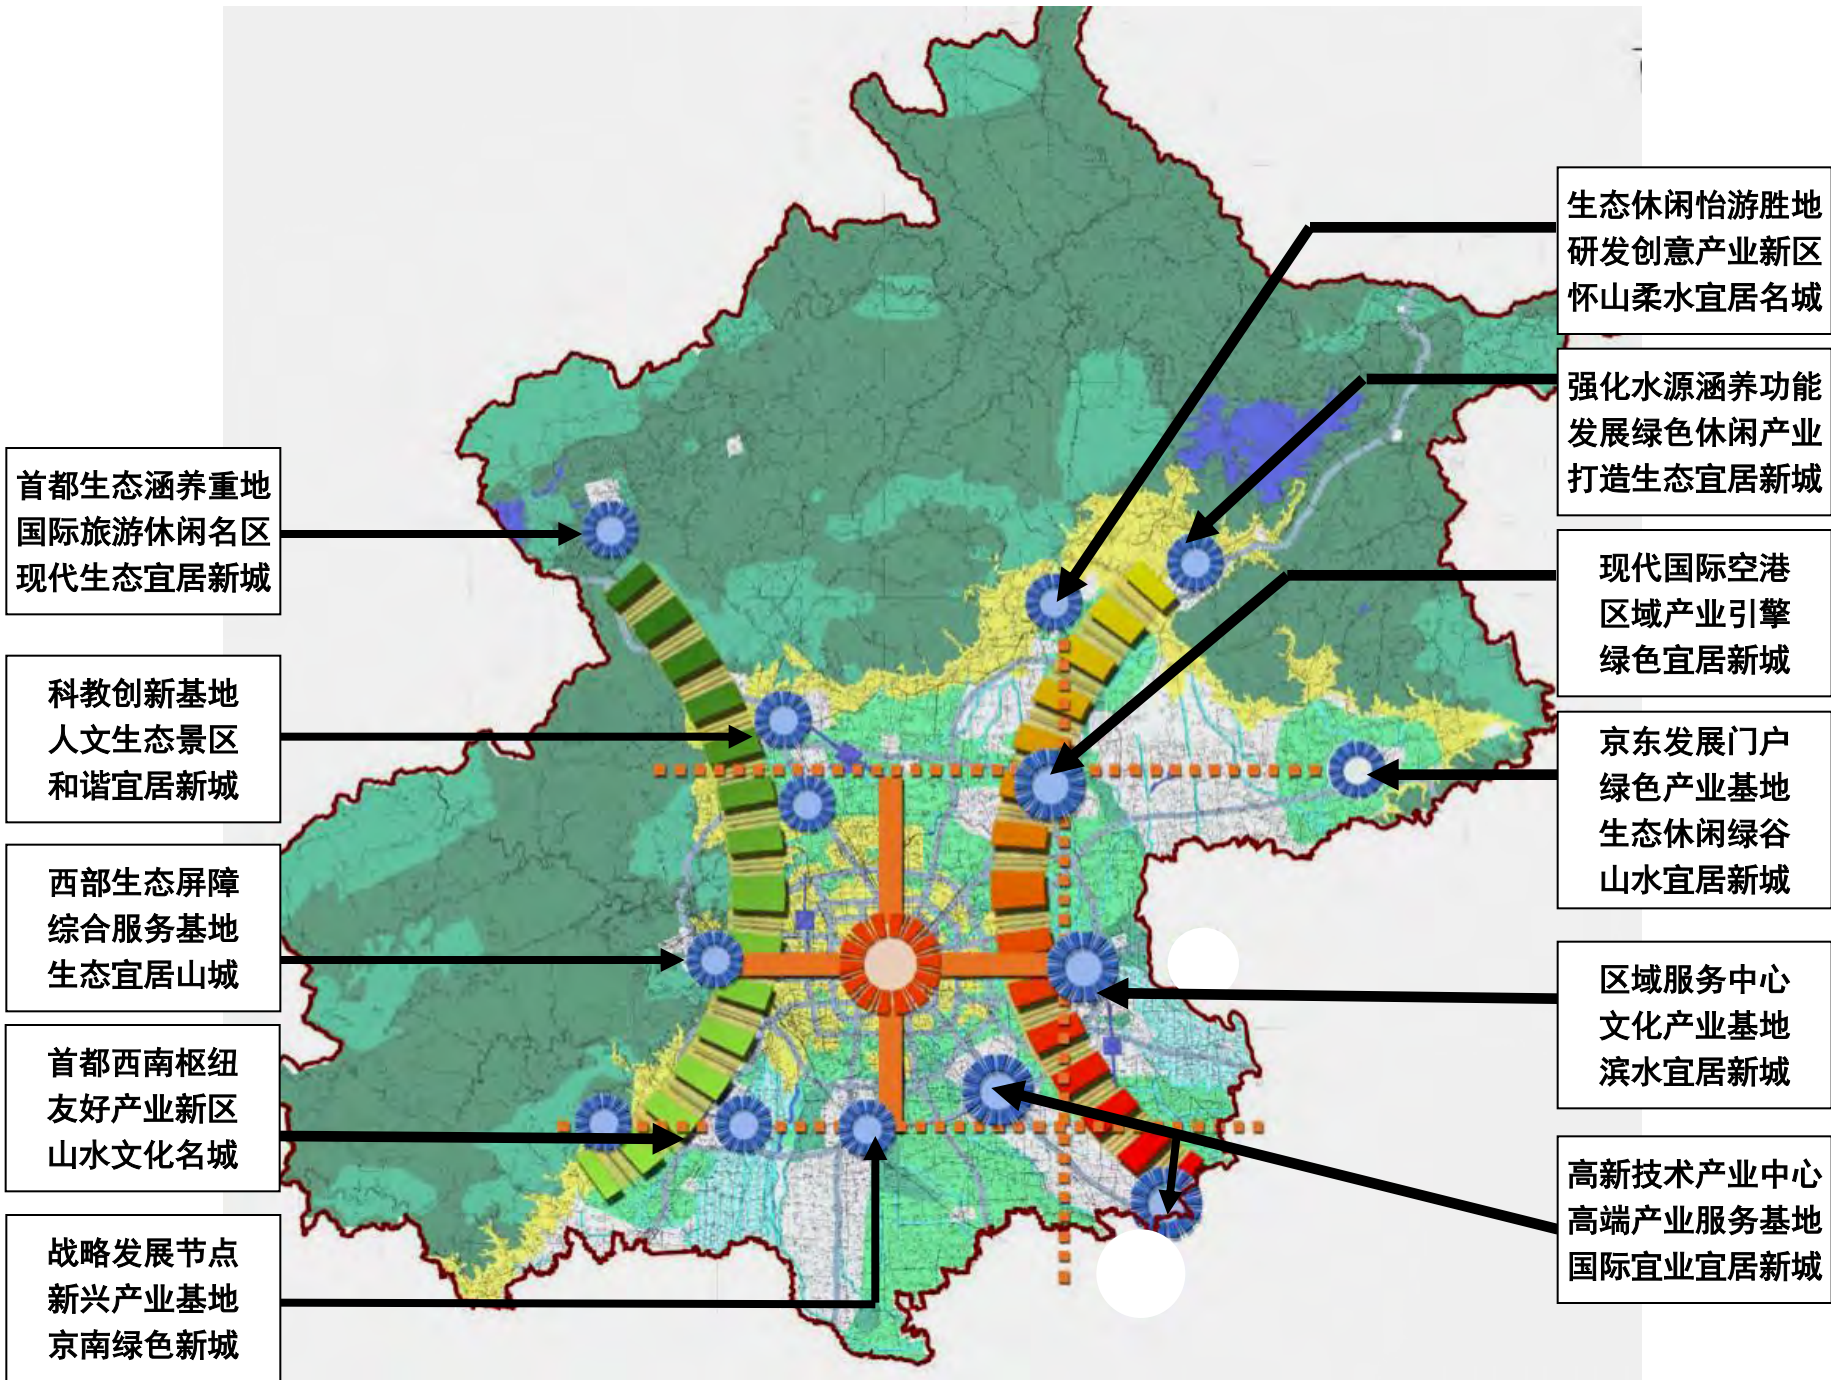 首都生态涵养重地
国际旅游休闲名区
现代生态宜居新城
科教创新基地
人文生态景区
和谐宜居新城
西部生态屏障
综合服务基地
生态宜居山城
首都西南枢纽
友好产业新区
山水文化名城
战略发展节点
新兴产业基地
京南绿色新城
生态休闲怡游胜地
研发创意产业新区
怀山柔水宜居名城
强化水源涵养功能
发展绿色休闲产业
打造生态宜居新城
现代国际空港
区域产业引擎
绿色宜居新城
京东发展门户
绿色产业基地
生态休闲绿谷
山水宜居新城
区域服务中心
文化产业基地
滨水宜居新城
高新技术产业中心
高端产业服务基地
国际宜业宜居新城